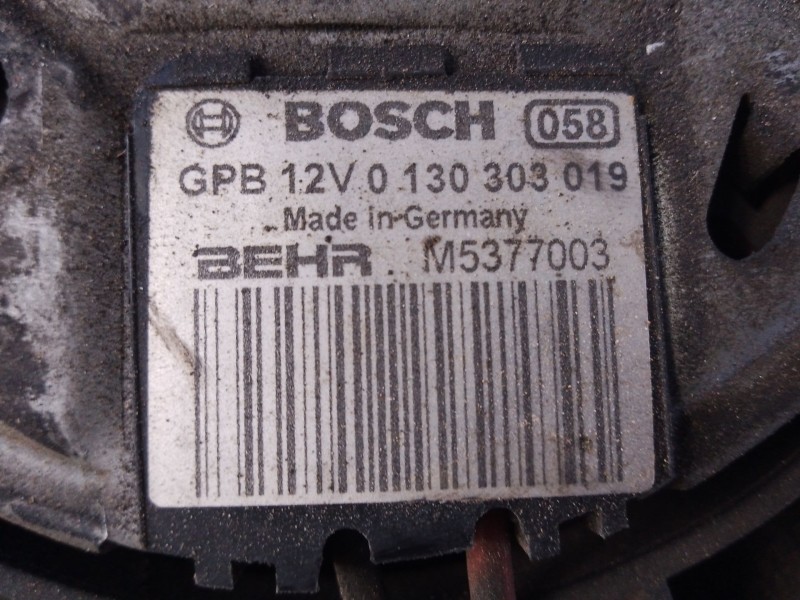 BOSCH 058
GPB 12V 0 130 303 019
Made in Germany
BEHR M5377003